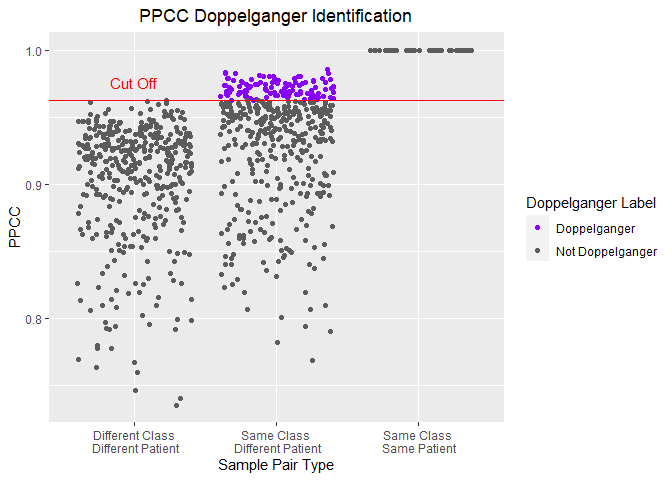 PPCC Doppelganger Identification
1.0
Cut Off
0.9
0.8
PPCC
Different Class
Different Patient
Same Class
Different Patient
Same Class
Same Patient
Sample Pair Type
Doppelganger Label
Doppelganger
Not Doppelganger